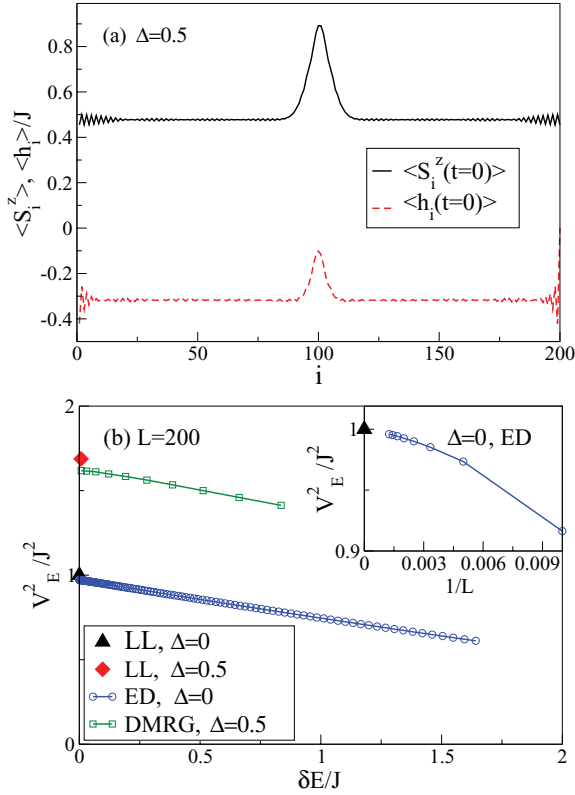 (a) Δ=0.5
0.8
0.6
0.4
0.2
0
-0.2
-0.4
<S_i^z>, <h_i>/J
<S_i^z(t=0)>
<h_i(t=0)>
0 50 100 150 200
i
(b) L=200
2
1
0
V_E^2/J^2
Δ=0, ED
1
0.9
V_E^2/J^2
0 0.003 0.006 0.009
1/L
LL, Δ=0
LL, Δ=0.5
ED, Δ=0
DMRG, Δ=0.5
0 0.5 1 1.5 2
δE/J